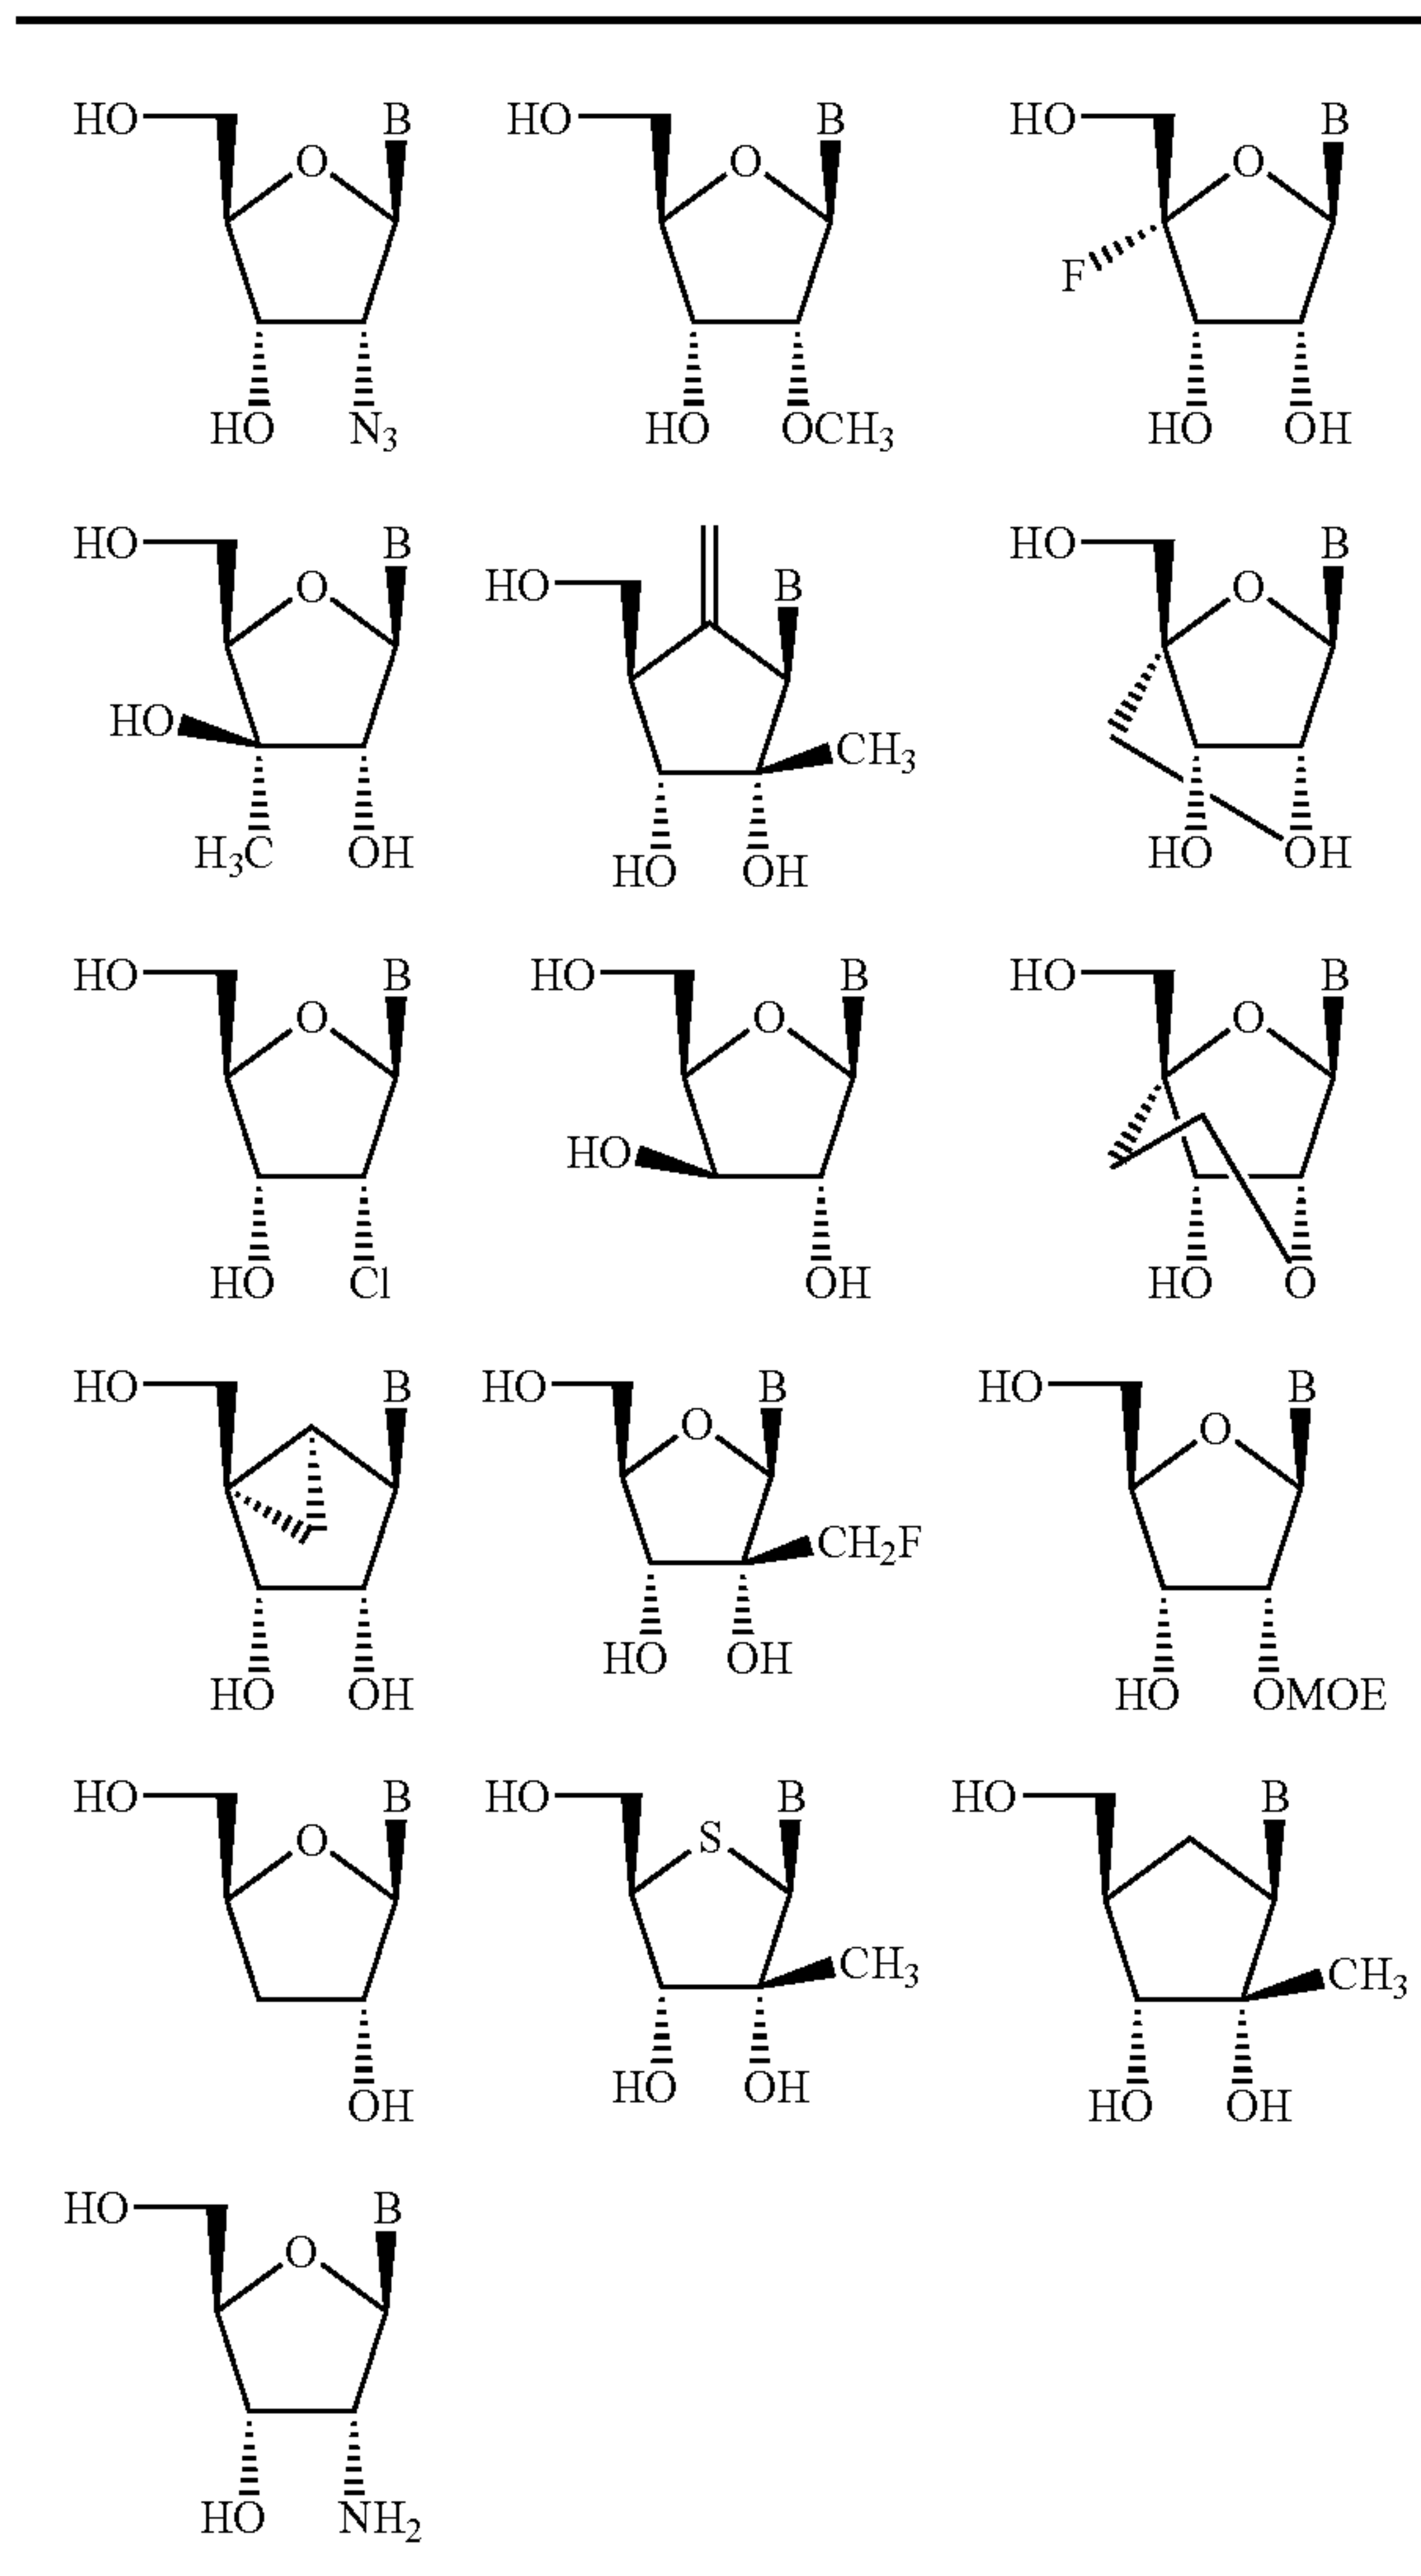 HO B HO B HO B
O O O
F
HO N3 HO OCH3 HO OH
HO B HO B HO B
O O
HO CH3
H3C OH HO OH HO OH
HO B HO B HO B
O O O
HO
HO Cl OH HO O
HO B HO B HO B
O O
CH2F
HO OH HO OH HO OMOE
HO B HO B HO B
O S
CH3 CH3
OH HO OH HO OH
HO B
O
HO NH2